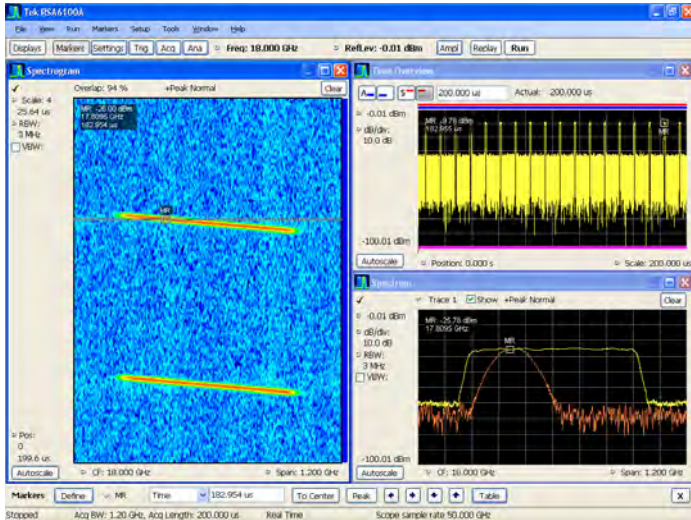 Tek RSA6100A
File View Run Markers Setup Tools Window Help
Displays Markers Settings Trig Acq Ana Freq: 18.000 GHz RefLev: -0.01 dBm Ampl Replay Run
Spectrogram
Overlap: 94 % +Peak Normal Clear
Scale: 4
25.64 us
RBW:
3 MHz
VBW:
MR: -26.00 dBm
17.8095 GHz
182.954 us
MR
Pos:
0
199.6 us
Autoscale CF: 18.000 GHz Span: 1.200 GHz
Time Overview
200.000 us Actual: 200.000 us
-0.01 dBm
dB/div:
10.0 dB
MR: -9.78 dBm
182.955 us
MR
-100.01 dBm
Autoscale Position: 0.000 s Scale: 200.000 us
Spectrum
Trace 1 Show +Peak Normal Clear
-0.01 dBm
dB/div:
10.0 dB
RBW:
3 MHz
VBW:
MR: -25.78 dBm
17.8095 GHz
MR
-100.01 dBm
Autoscale CF: 18.000 GHz Span: 1.200 GHz
Markers Define MR Time 182.954 us To Center Peak Table X
Stopped Acq BW: 1.20 GHz, Acq Length: 200.000 us Real Time Scope sample rate 50.000 GHz